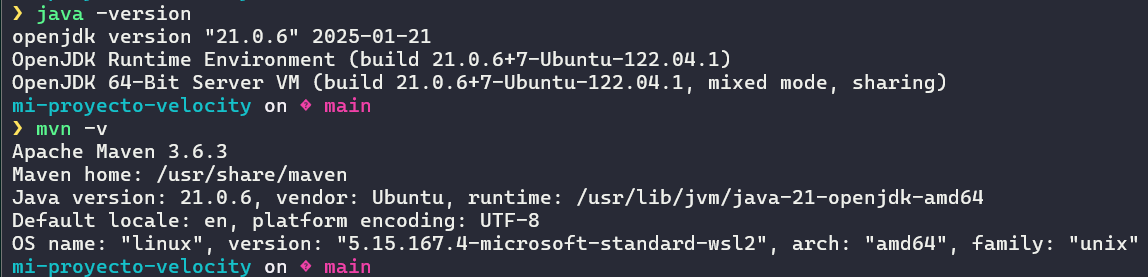 ❯ java -version
openjdk version "21.0.6" 2025-01-21
OpenJDK Runtime Environment (build 21.0.6+7-Ubuntu-122.04.1)
OpenJDK 64-Bit Server VM (build 21.0.6+7-Ubuntu-122.04.1, mixed mode, sharing)
mi-proyecto-velocity on � main
❯ mvn -v
Apache Maven 3.6.3
Maven home: /usr/share/maven
Java version: 21.0.6, vendor: Ubuntu, runtime: /usr/lib/jvm/java-21-openjdk-amd64
Default locale: en, platform encoding: UTF-8
OS name: "linux", version: "5.15.167.4-microsoft-standard-wsl2", arch: "amd64", family: "unix"
mi-proyecto-velocity on � main